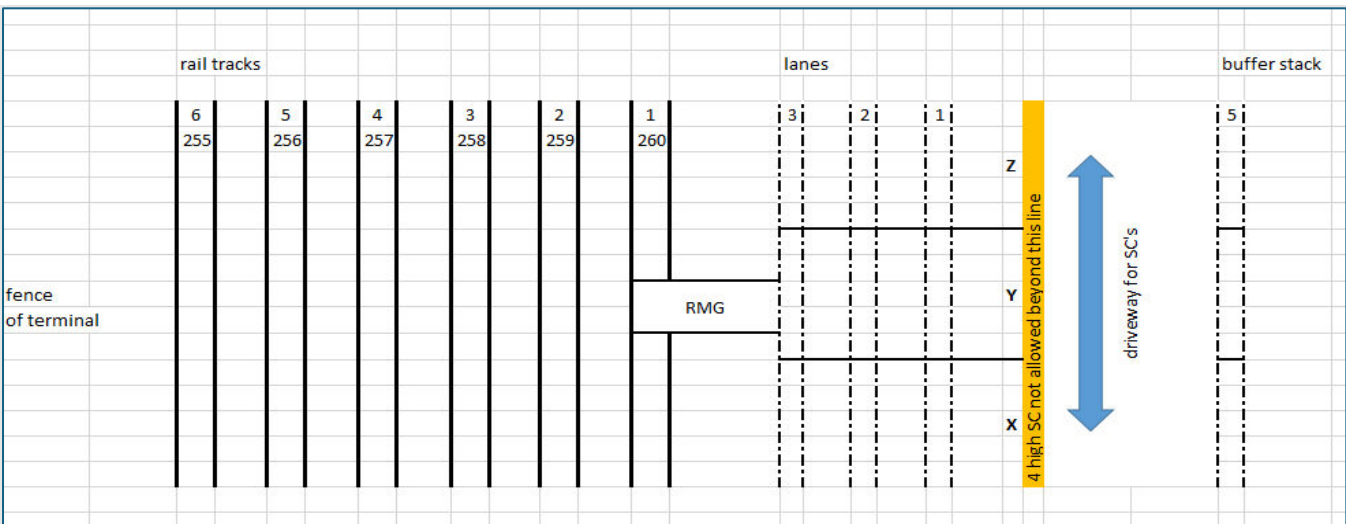 rail tracks
lanes
buffer stack
6
5
4
3
2
1
3
2
1
5
255
256
257
258
259
260
Z
4 high SC not allowed beyond this line
driveway for SC's
fence
of terminal
RMG
Y
X